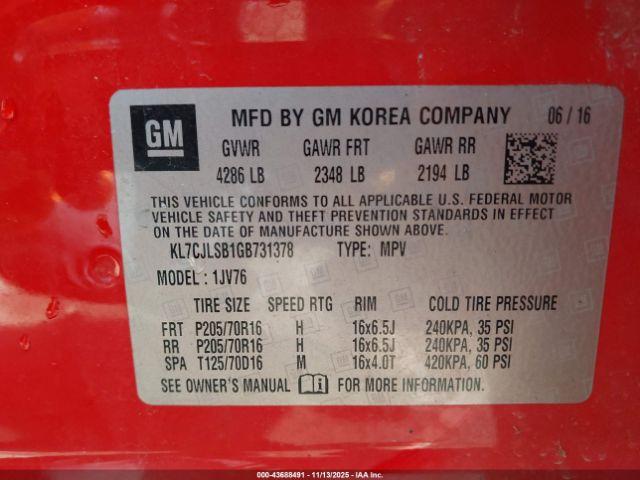 GM
MFD BY GM KOREA COMPANY 06 / 16
GVWR GAWR FRT GAWR RR
4286 LB 2348 LB 2194 LB
THIS VEHICLE CONFORMS TO ALL APPLICABLE U.S. FEDERAL MOTOR
VEHICLE SAFETY AND THEFT PREVENTION STANDARDS IN EFFECT
ON THE DATE OF MANUFACTURE SHOWN ABOVE.
KL7CJLSB1GB731378 TYPE: MPV
MODEL : 1JV76
TIRE SIZE SPEED RTG RIM COLD TIRE PRESSURE
FRT P205/70R16 H 16x6.5J 240KPA, 35 PSI
RR P205/70R16 H 16x6.5J 240KPA, 35 PSI
SPA T125/70D16 M 16x4.0T 420KPA, 60 PSI
SEE OWNER'S MANUAL FOR MORE INFORMATION.
000-43688491 - 11/13/2025 - IAAI.CA